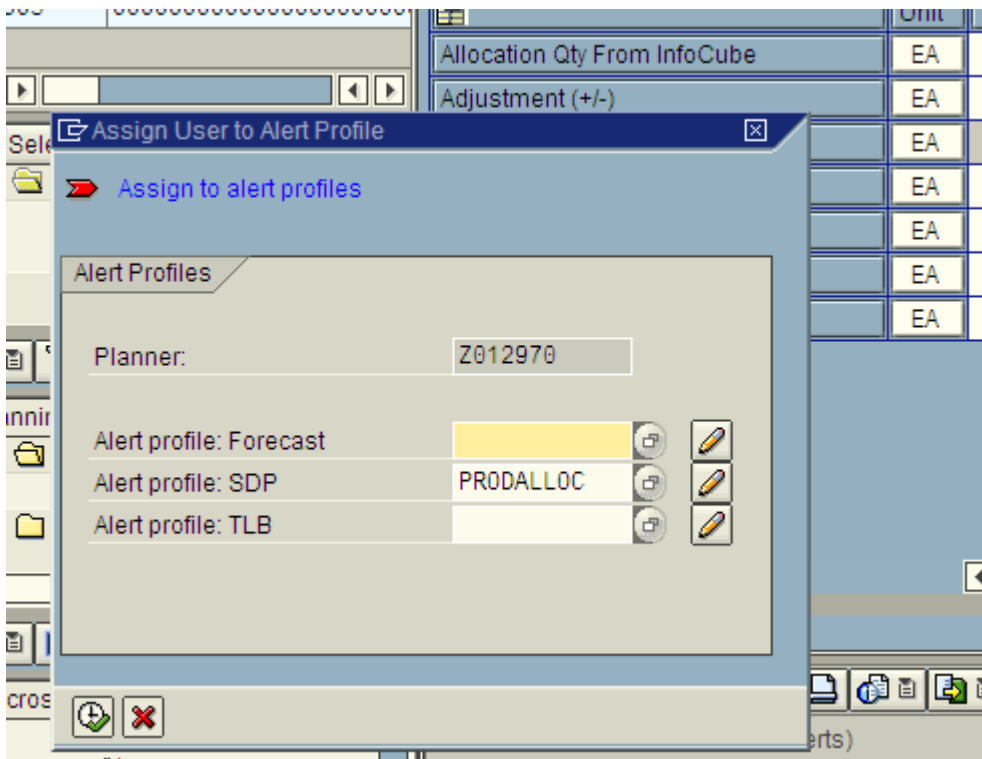 Unit
Allocation Qty From InfoCube EA
Adjustment (+/-) EA
Assign User to Alert Profile
EA
Assign to alert profiles
EA
EA
Alert Profiles
EA
EA
Planner: Z012970
Alert profile: Forecast
Alert profile: SDP PRODALLOC
Alert profile: TLB